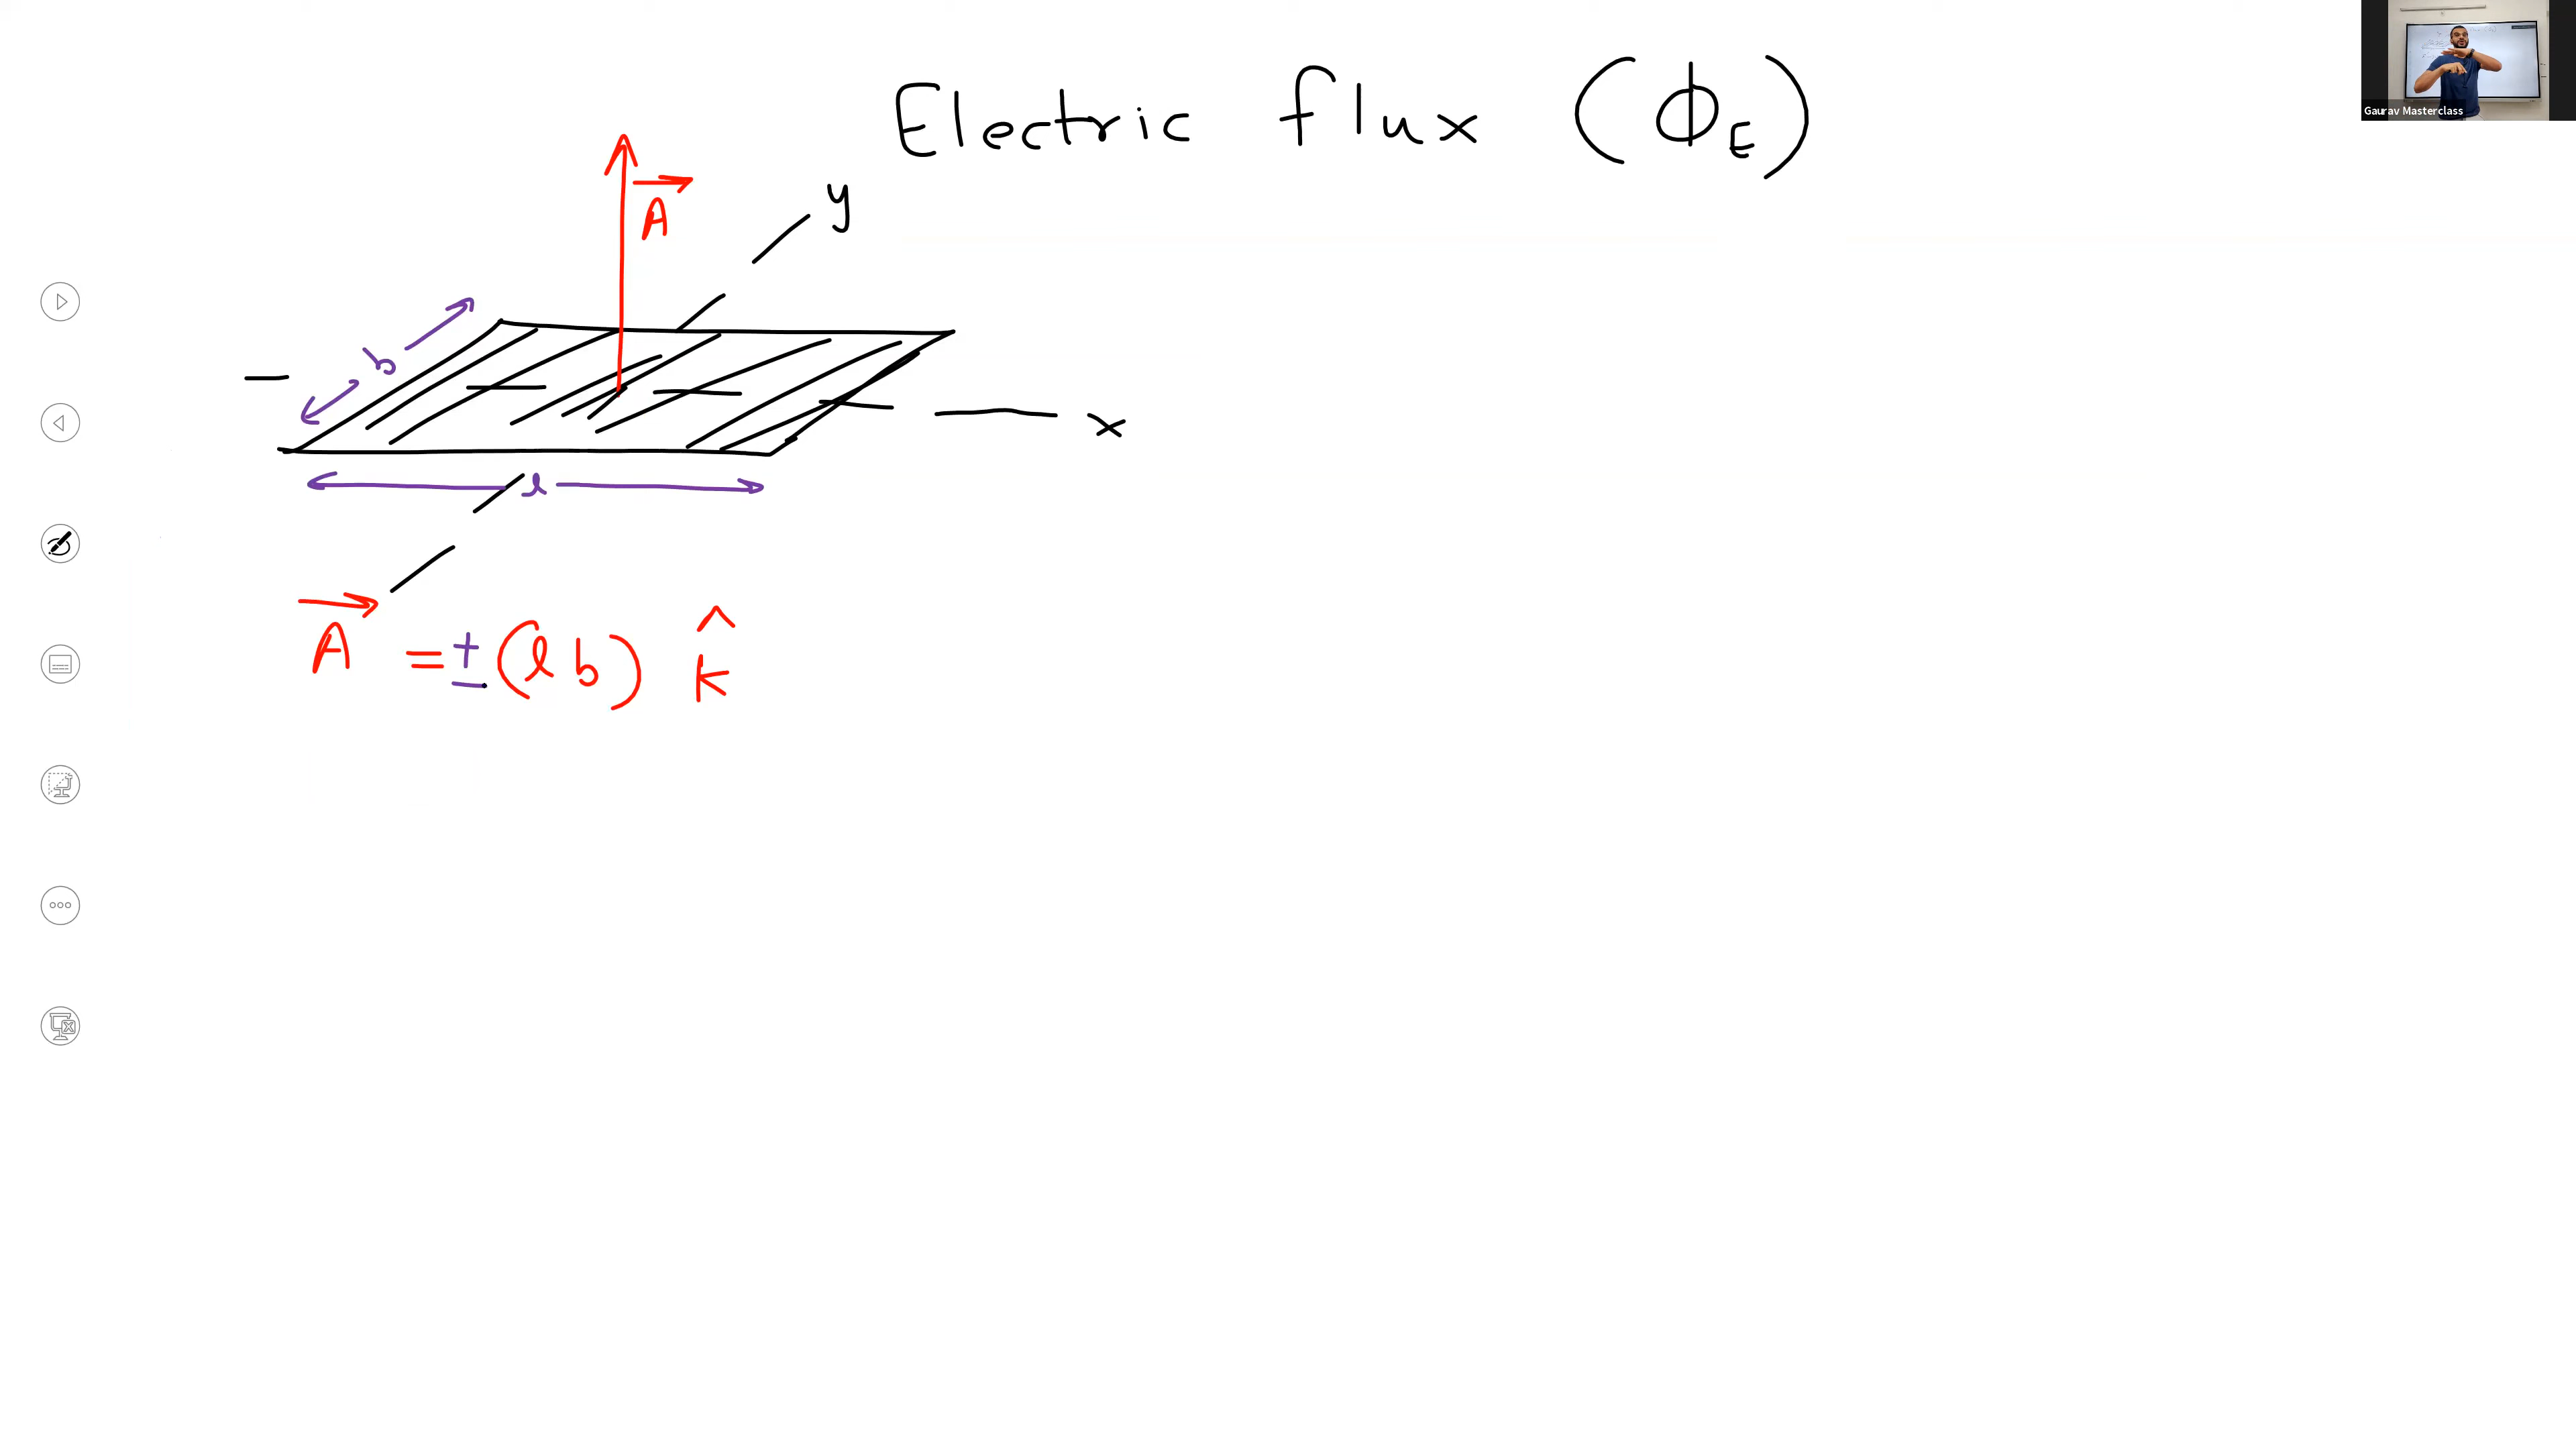 Electric flux (ϕE)
A
y
b
x
l
A = ± (l b) k̂
Gaurav Masterclass